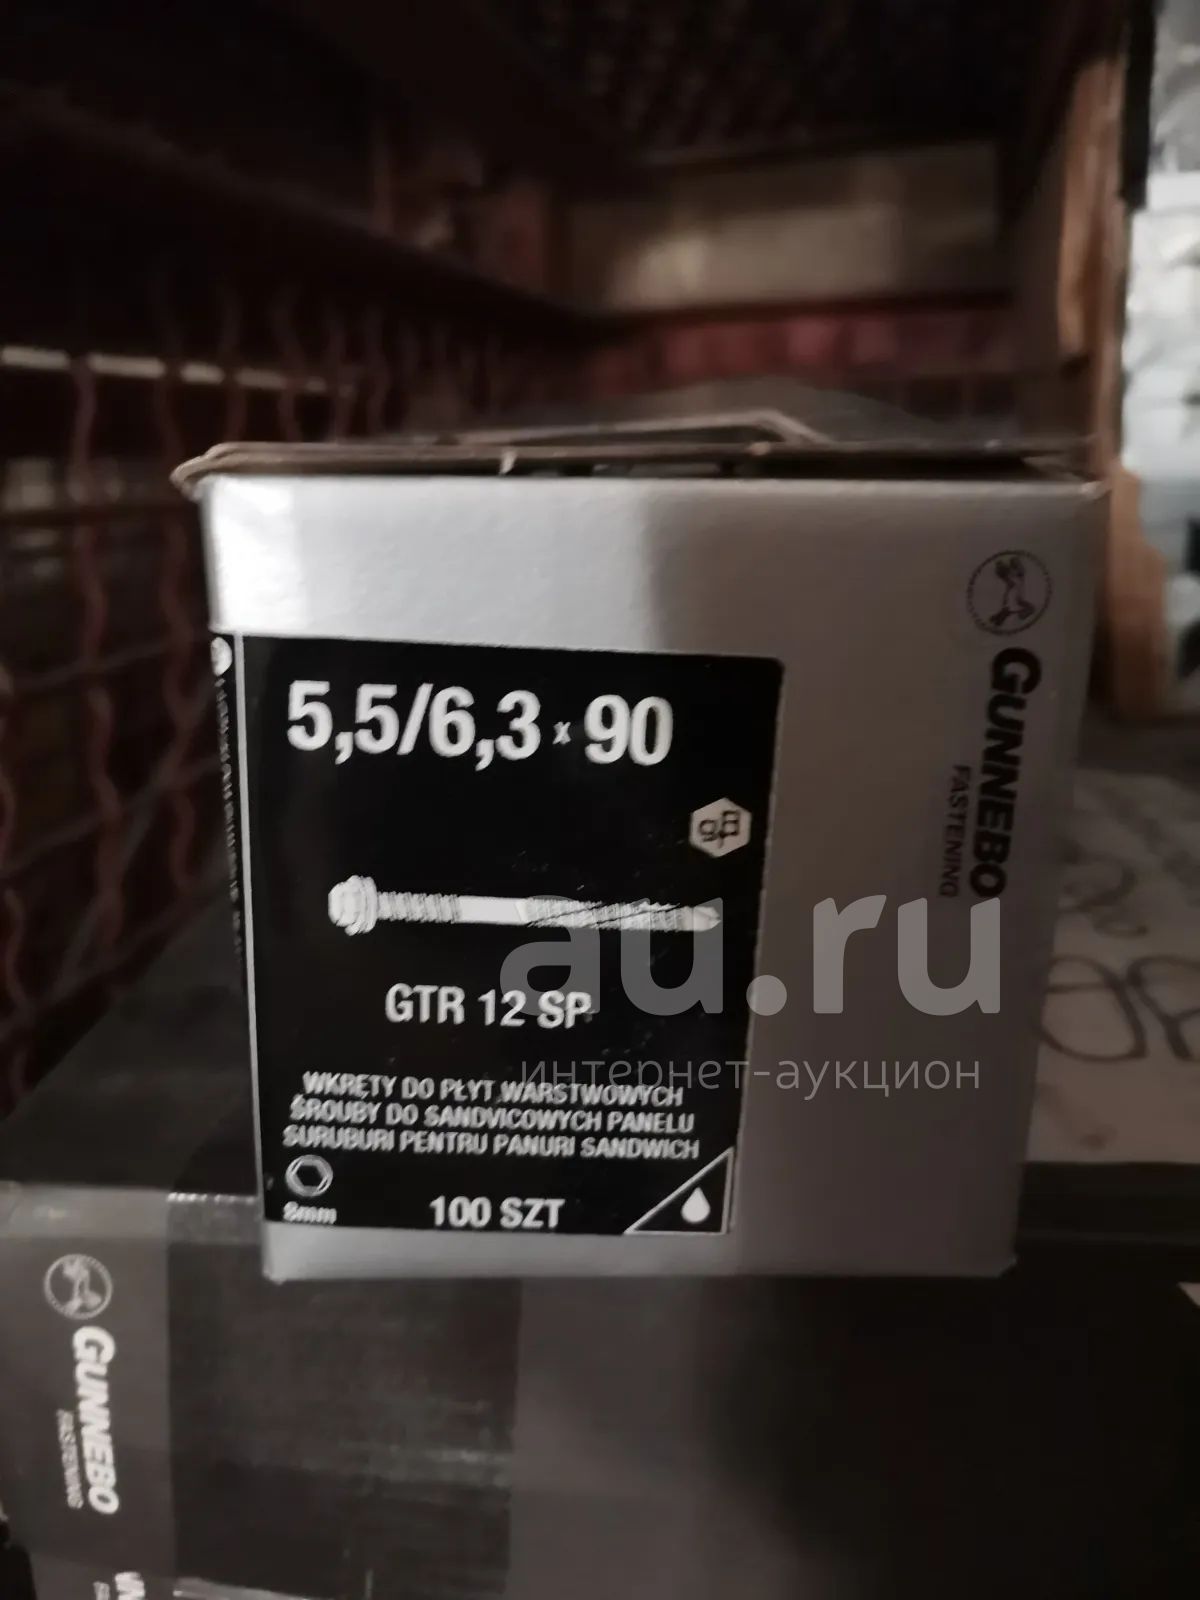 5,5/6,3 x 90
GTR 12 SP
WKRĘTY DO PŁYT WARSTWOWYCH
ŚROUBY DO SANDVICOWYCH PANELU
SURUBURI PENTRU PANURI SANDWICH
8mm
100 SZT
GUNNEBO
FASTENING
au.ru
интернет-аукцион
GUNNEBO
FASTENING